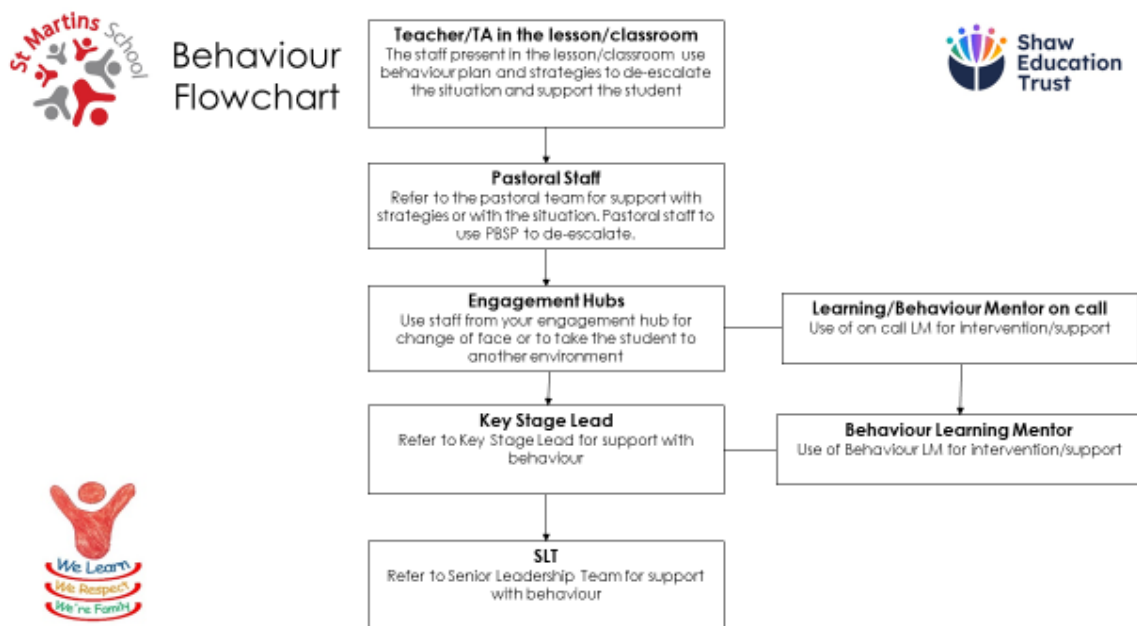 St Martins School
Behaviour
Flowchart
Teacher/TA in the lesson/classroom
The staff present in the lesson/classroom use
behaviour plan and strategies to de-escalate
the situation and support the student
Shaw
Education
Trust
Pastoral Staff
Refer to the pastoral team for support with
strategies or with the situation. Pastoral staff to
use PBSP to de-escalate.
Engagement Hubs
Use staff from your engagement hub for
change of face or to take the student to
another environment
Learning/Behaviour Mentor on call
Use of on call LM for intervention/support
Key Stage Lead
Refer to Key Stage Lead for support with
behaviour
Behaviour Learning Mentor
Use of Behaviour LM for intervention/support
SLT
Refer to Senior Leadership Team for support
with behaviour
We Learn
We Respect
We're Family